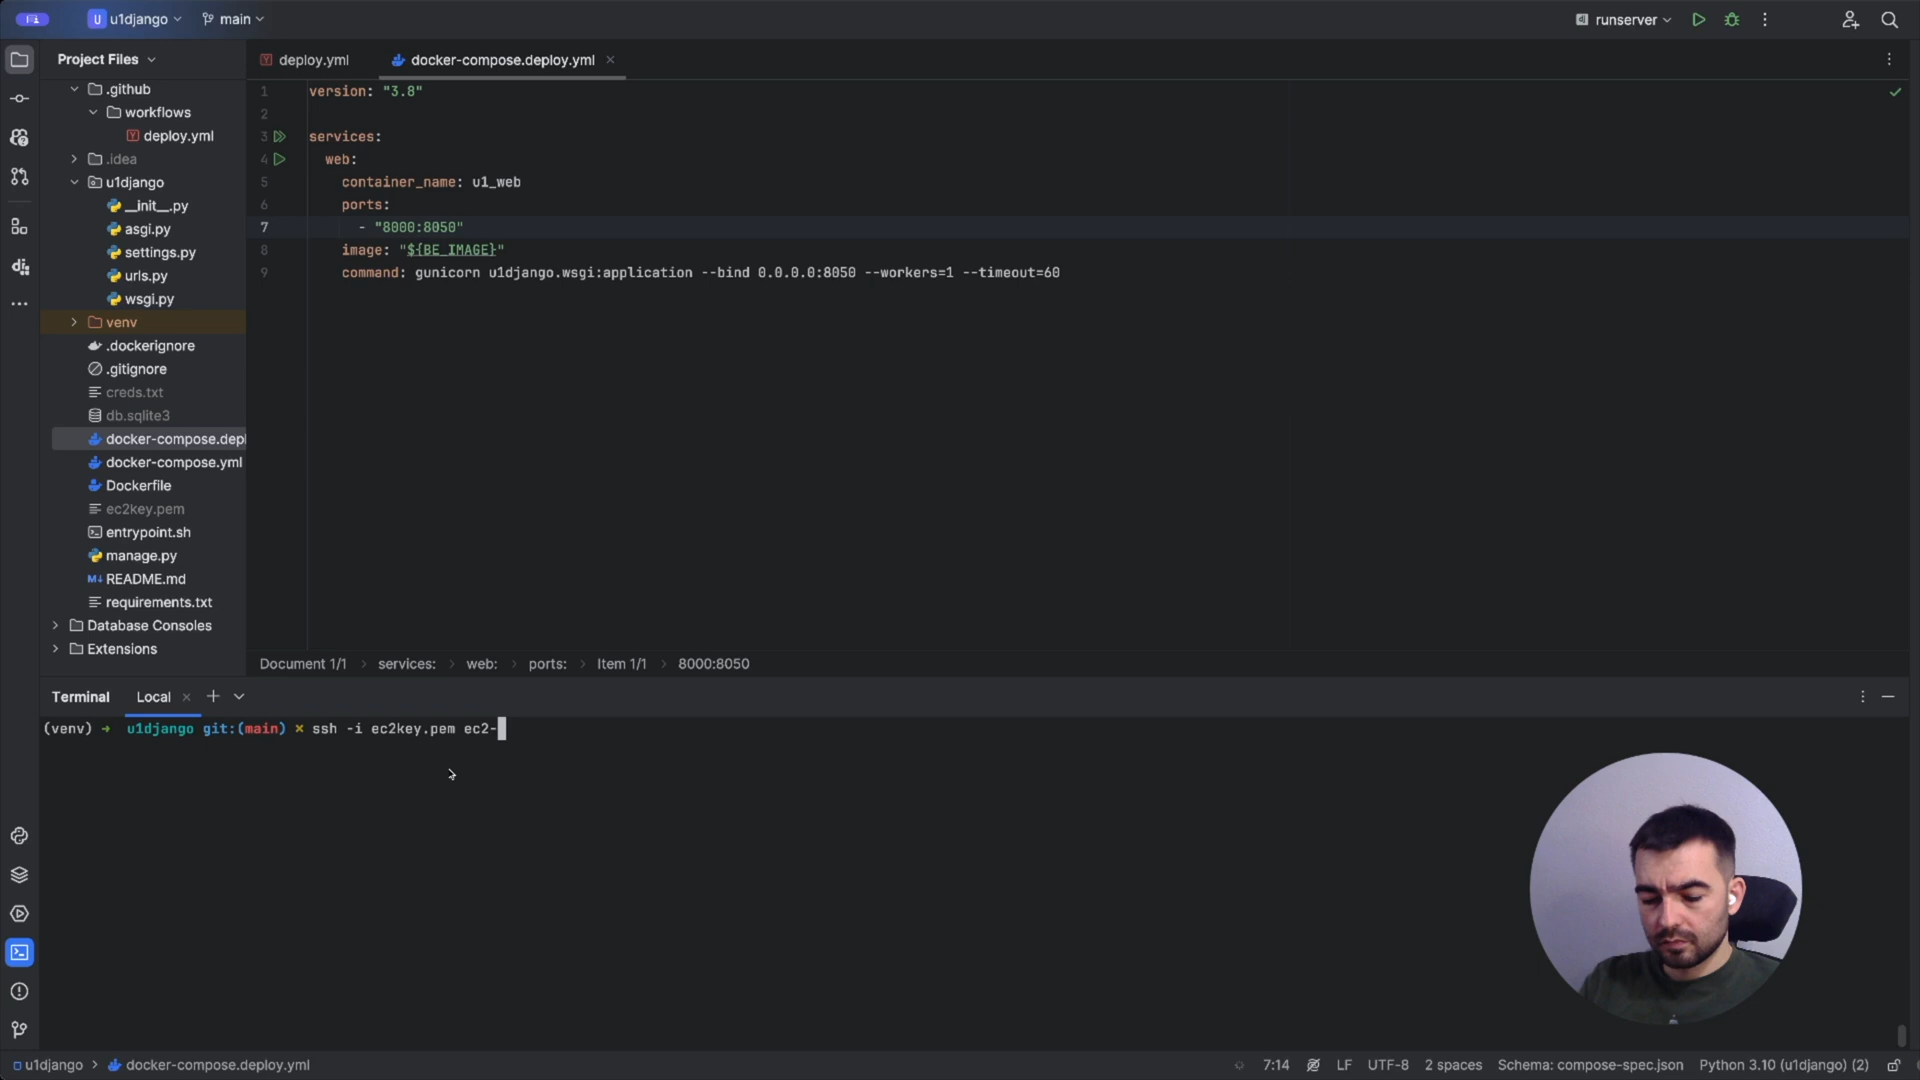 U u1django main runserver
Project Files
deploy.yml docker-compose.deploy.yml
.github
workflows
deploy.yml
.idea
u1django
__init__.py
asgi.py
settings.py
urls.py
wsgi.py
venv
.dockerignore
.gitignore
creds.txt
db.sqlite3
docker-compose.depl
docker-compose.yml
Dockerfile
ec2key.pem
entrypoint.sh
manage.py
README.md
requirements.txt
Database Consoles
Extensions
1 version: "3.8"
2
3 services:
4 web:
5 container_name: u1_web
6 ports:
7 - "8000:8050"
8 image: "${BE_IMAGE}"
9 command: gunicorn u1django.wsgi:application --bind 0.0.0.0:8050 --workers=1 --timeout=60
Document 1/1 › services: › web: › ports: › Item 1/1 › 8000:8050
Terminal Local
(venv) → u1django git:(main) × ssh -i ec2key.pem ec2-
u1django › docker-compose.deploy.yml 7:14 LF UTF-8 2 spaces Schema: compose-spec.json Python 3.10 (u1django) (2)